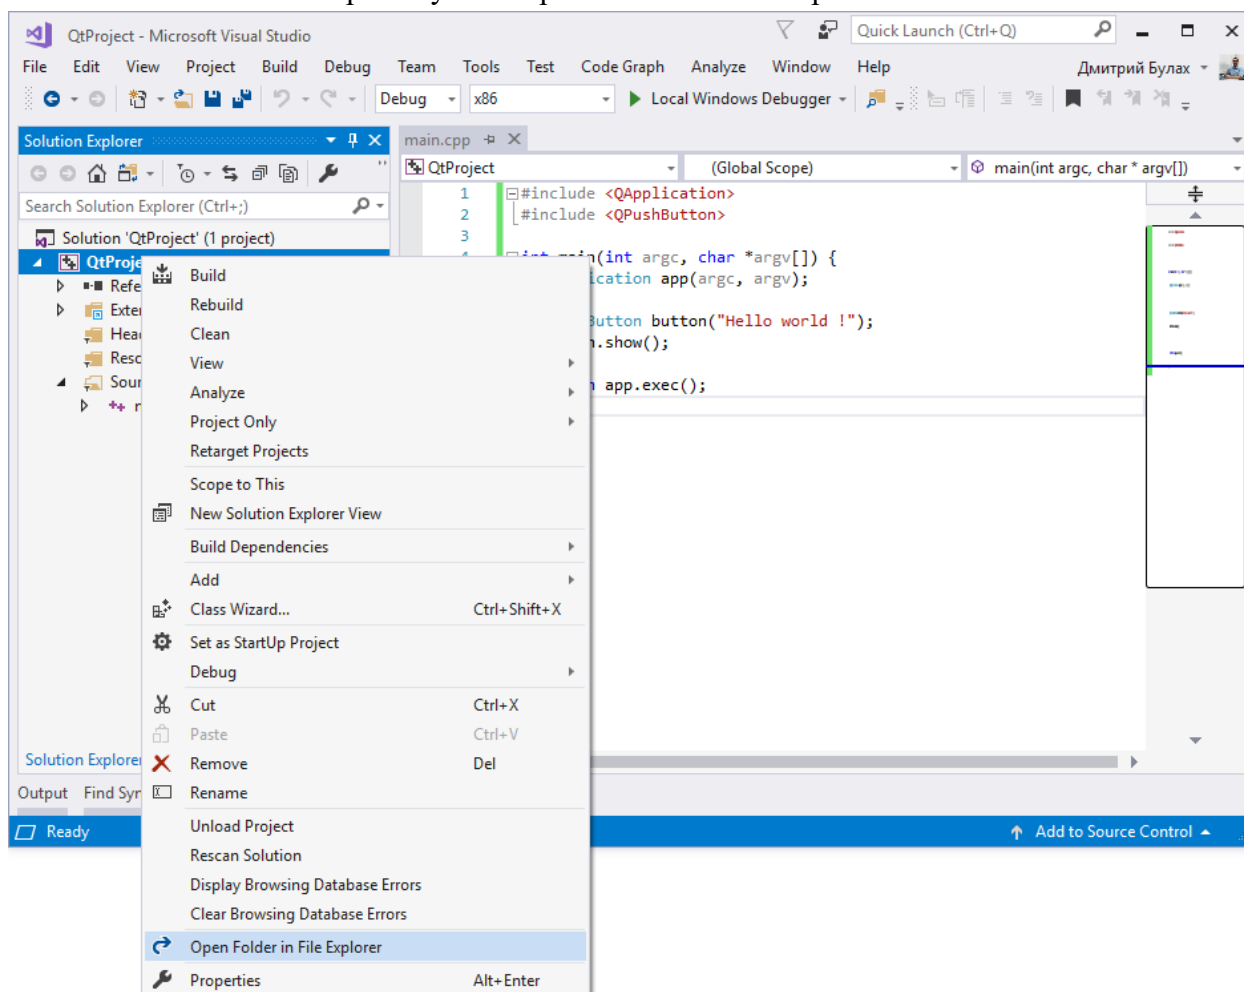 QtProject - Microsoft Visual Studio
Quick Launch (Ctrl+Q)
File Edit View Project Build Debug Team Tools Test Code Graph Analyze Window Help
Дмитрий Булах
Debug x86 Local Windows Debugger
Solution Explorer
main.cpp
QtProject (Global Scope) main(int argc, char * argv[])
Search Solution Explorer (Ctrl+;)
1 #include <QApplication>
2 #include <QPushButton>
3
(int argc, char *argv[]) {
ication app(argc, argv);
button("Hello world !");
.show();
app.exec();
Solution 'QtProject' (1 project)
QtProje
Refe
Exter
Hea
Resc
Sour
Build
Rebuild
Clean
View
Analyze
Project Only
Retarget Projects
Scope to This
New Solution Explorer View
Build Dependencies
Add
Class Wizard... Ctrl+Shift+X
Set as StartUp Project
Debug
Cut Ctrl+X
Paste Ctrl+V
Remove Del
Rename
Unload Project
Rescan Solution
Display Browsing Database Errors
Clear Browsing Database Errors
Open Folder in File Explorer
Properties Alt+Enter
Solution Explorer
Output Find Syr
Ready
Add to Source Control